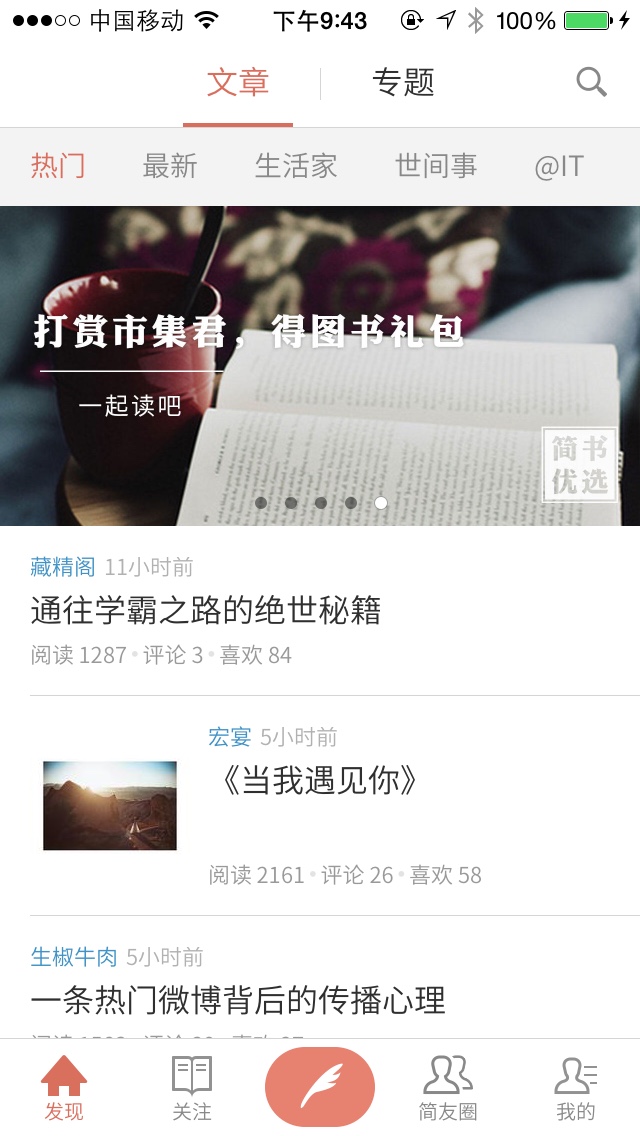 中国移动 下午9:43 100%
文章 专题
热门 最新 生活家 世间事 @IT
打赏市集君，得图书礼包
一起读吧
简书
优选
藏精阁 11小时前
通往学霸之路的绝世秘籍
阅读 1287 • 评论 3 • 喜欢 84
宏宴 5小时前
《当我遇见你》
阅读 2161 • 评论 26 • 喜欢 58
生椒牛肉 5小时前
一条热门微博背后的传播心理
发现 关注 简友圈 我的